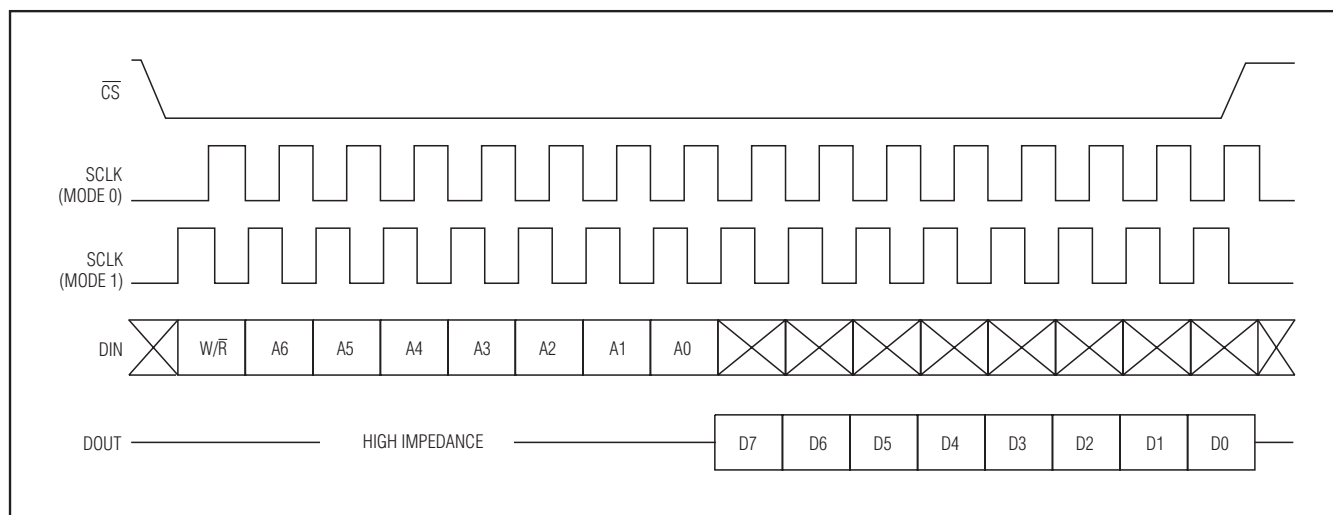 C̅S̅
SCLK
(MODE 0)
SCLK
(MODE 1)
DIN W/R̅ A6 A5 A4 A3 A2 A1 A0
DOUT HIGH IMPEDANCE D7 D6 D5 D4 D3 D2 D1 D0